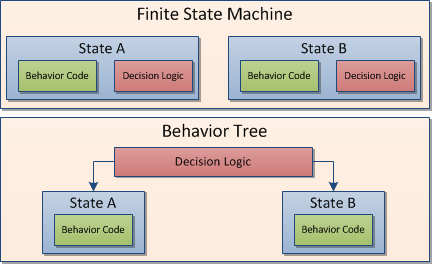 Finite State Machine
State A
State B
Behavior Code
Decision Logic
Behavior Code
Decision Logic
Behavior Tree
Decision Logic
State A
State B
Behavior Code
Behavior Code